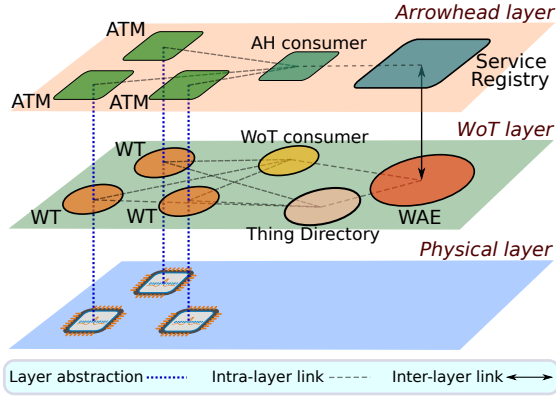 Arrowhead layer
ATM
AH consumer
Service
Registry
ATM
ATM
WoT layer
WoT consumer
WT
WT
WT
WAE
Thing Directory
Physical layer
Layer abstraction
Intra-layer link
Inter-layer link